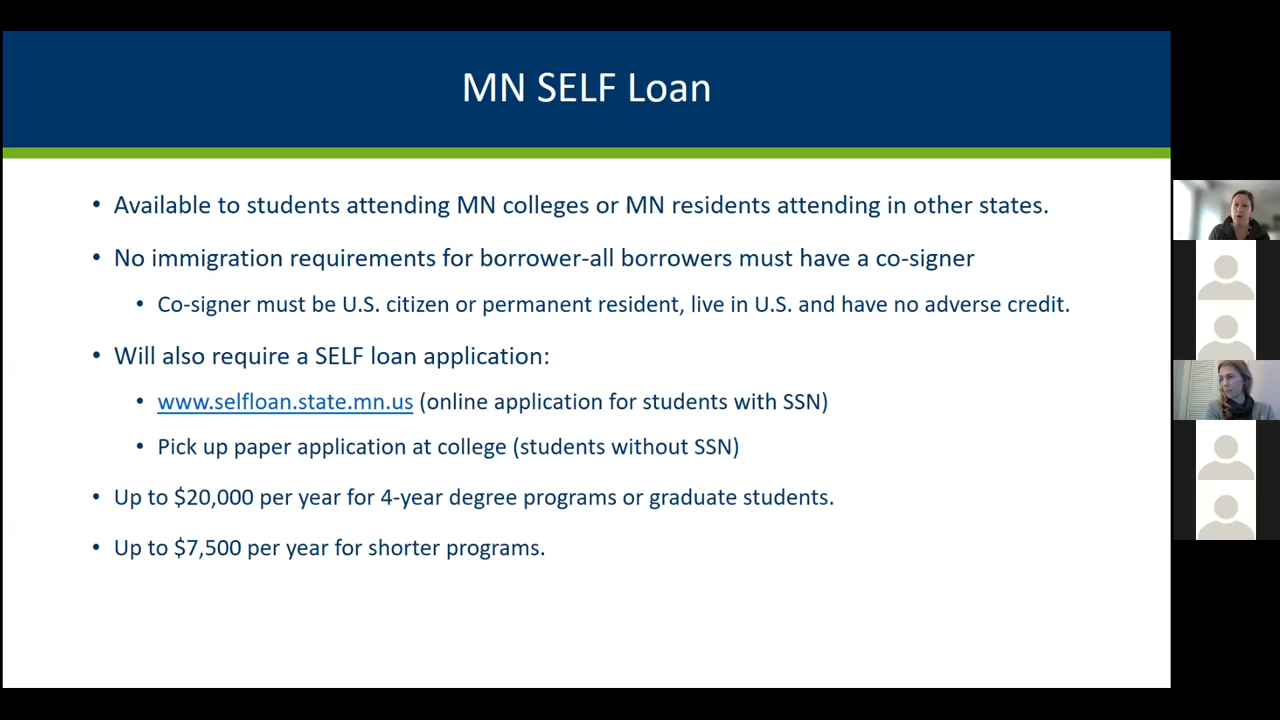 MN SELF Loan
• Available to students attending MN colleges or MN residents attending in other states.
• No immigration requirements for borrower-all borrowers must have a co-signer
• Co-signer must be U.S. citizen or permanent resident, live in U.S. and have no adverse credit.
• Will also require a SELF loan application:
• www.selfloan.state.mn.us (online application for students with SSN)
• Pick up paper application at college (students without SSN)
• Up to $20,000 per year for 4-year degree programs or graduate students.
• Up to $7,500 per year for shorter programs.